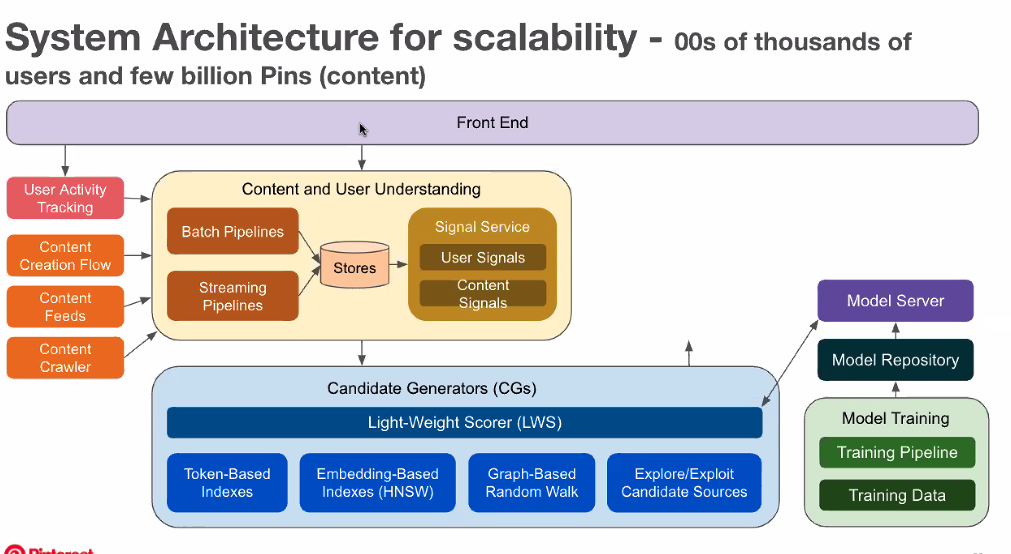 System Architecture for scalability - 00s of thousands of
users and few billion Pins (content)
Front End
User Activity
Tracking
Content
Creation Flow
Content
Feeds
Content
Crawler
Content and User Understanding
Batch Pipelines
Streaming
Pipelines
Stores
Signal Service
User Signals
Content
Signals
Candidate Generators (CGs)
Light-Weight Scorer (LWS)
Token-Based
Indexes
Embedding-Based
Indexes (HNSW)
Graph-Based
Random Walk
Explore/Exploit
Candidate Sources
Model Server
Model Repository
Model Training
Training Pipeline
Training Data
Pinterest